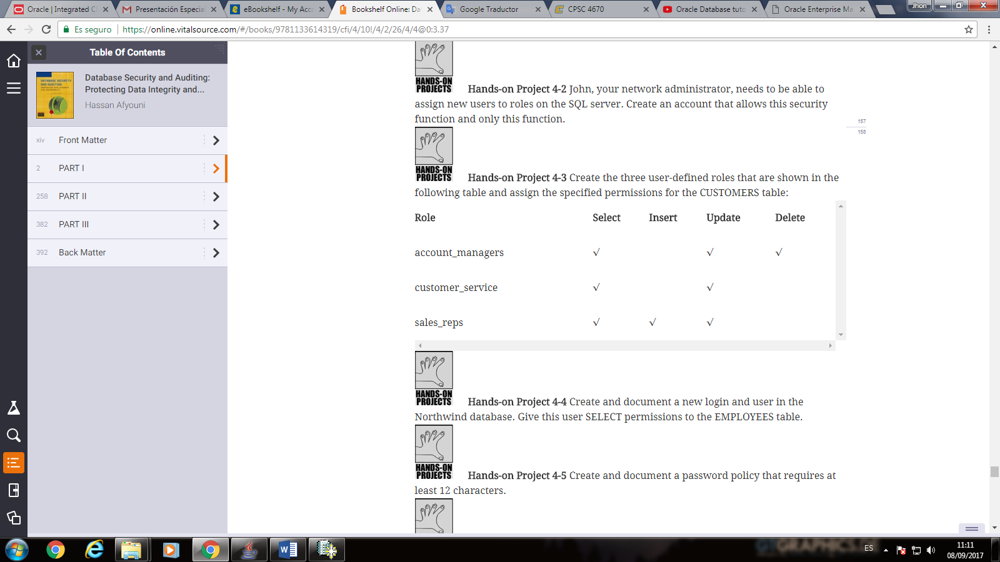 Oracle | Integrated Cl
Presentación Especia
eBookshelf - My Acco
Bookshelf Online: Da
Google Traductor
CPSC 4670
Oracle Database tuto
Oracle Enterprise Ma
Jhon
Es seguro
https://online.vitalsource.com/#/books/9781133614319/cfi/4/10!/4/2/26/4/4@0:3.37
Table Of Contents
DATABASE SECURITY
AND AUDITING
Database Security and Auditing:
Protecting Data Integrity and...
Hassan Afyouni
xiv Front Matter
2 PART I
258 PART II
382 PART III
392 Back Matter
HANDS-ON
PROJECTS
Hands-on Project 4-2 John, your network administrator, needs to be able to
assign new users to roles on the SQL server. Create an account that allows this security
function and only this function.
157
158
HANDS-ON
PROJECTS
Hands-on Project 4-3 Create the three user-defined roles that are shown in the
following table and assign the specified permissions for the CUSTOMERS table:
Role Select Insert Update Delete
account_managers √ √ √
customer_service √ √
sales_reps √ √ √
HANDS-ON
PROJECTS
Hands-on Project 4-4 Create and document a new login and user in the
Northwind database. Give this user SELECT permissions to the EMPLOYEES table.
HANDS-ON
PROJECTS
Hands-on Project 4-5 Create and document a password policy that requires at
least 12 characters.
ES
11:11
08/09/2017